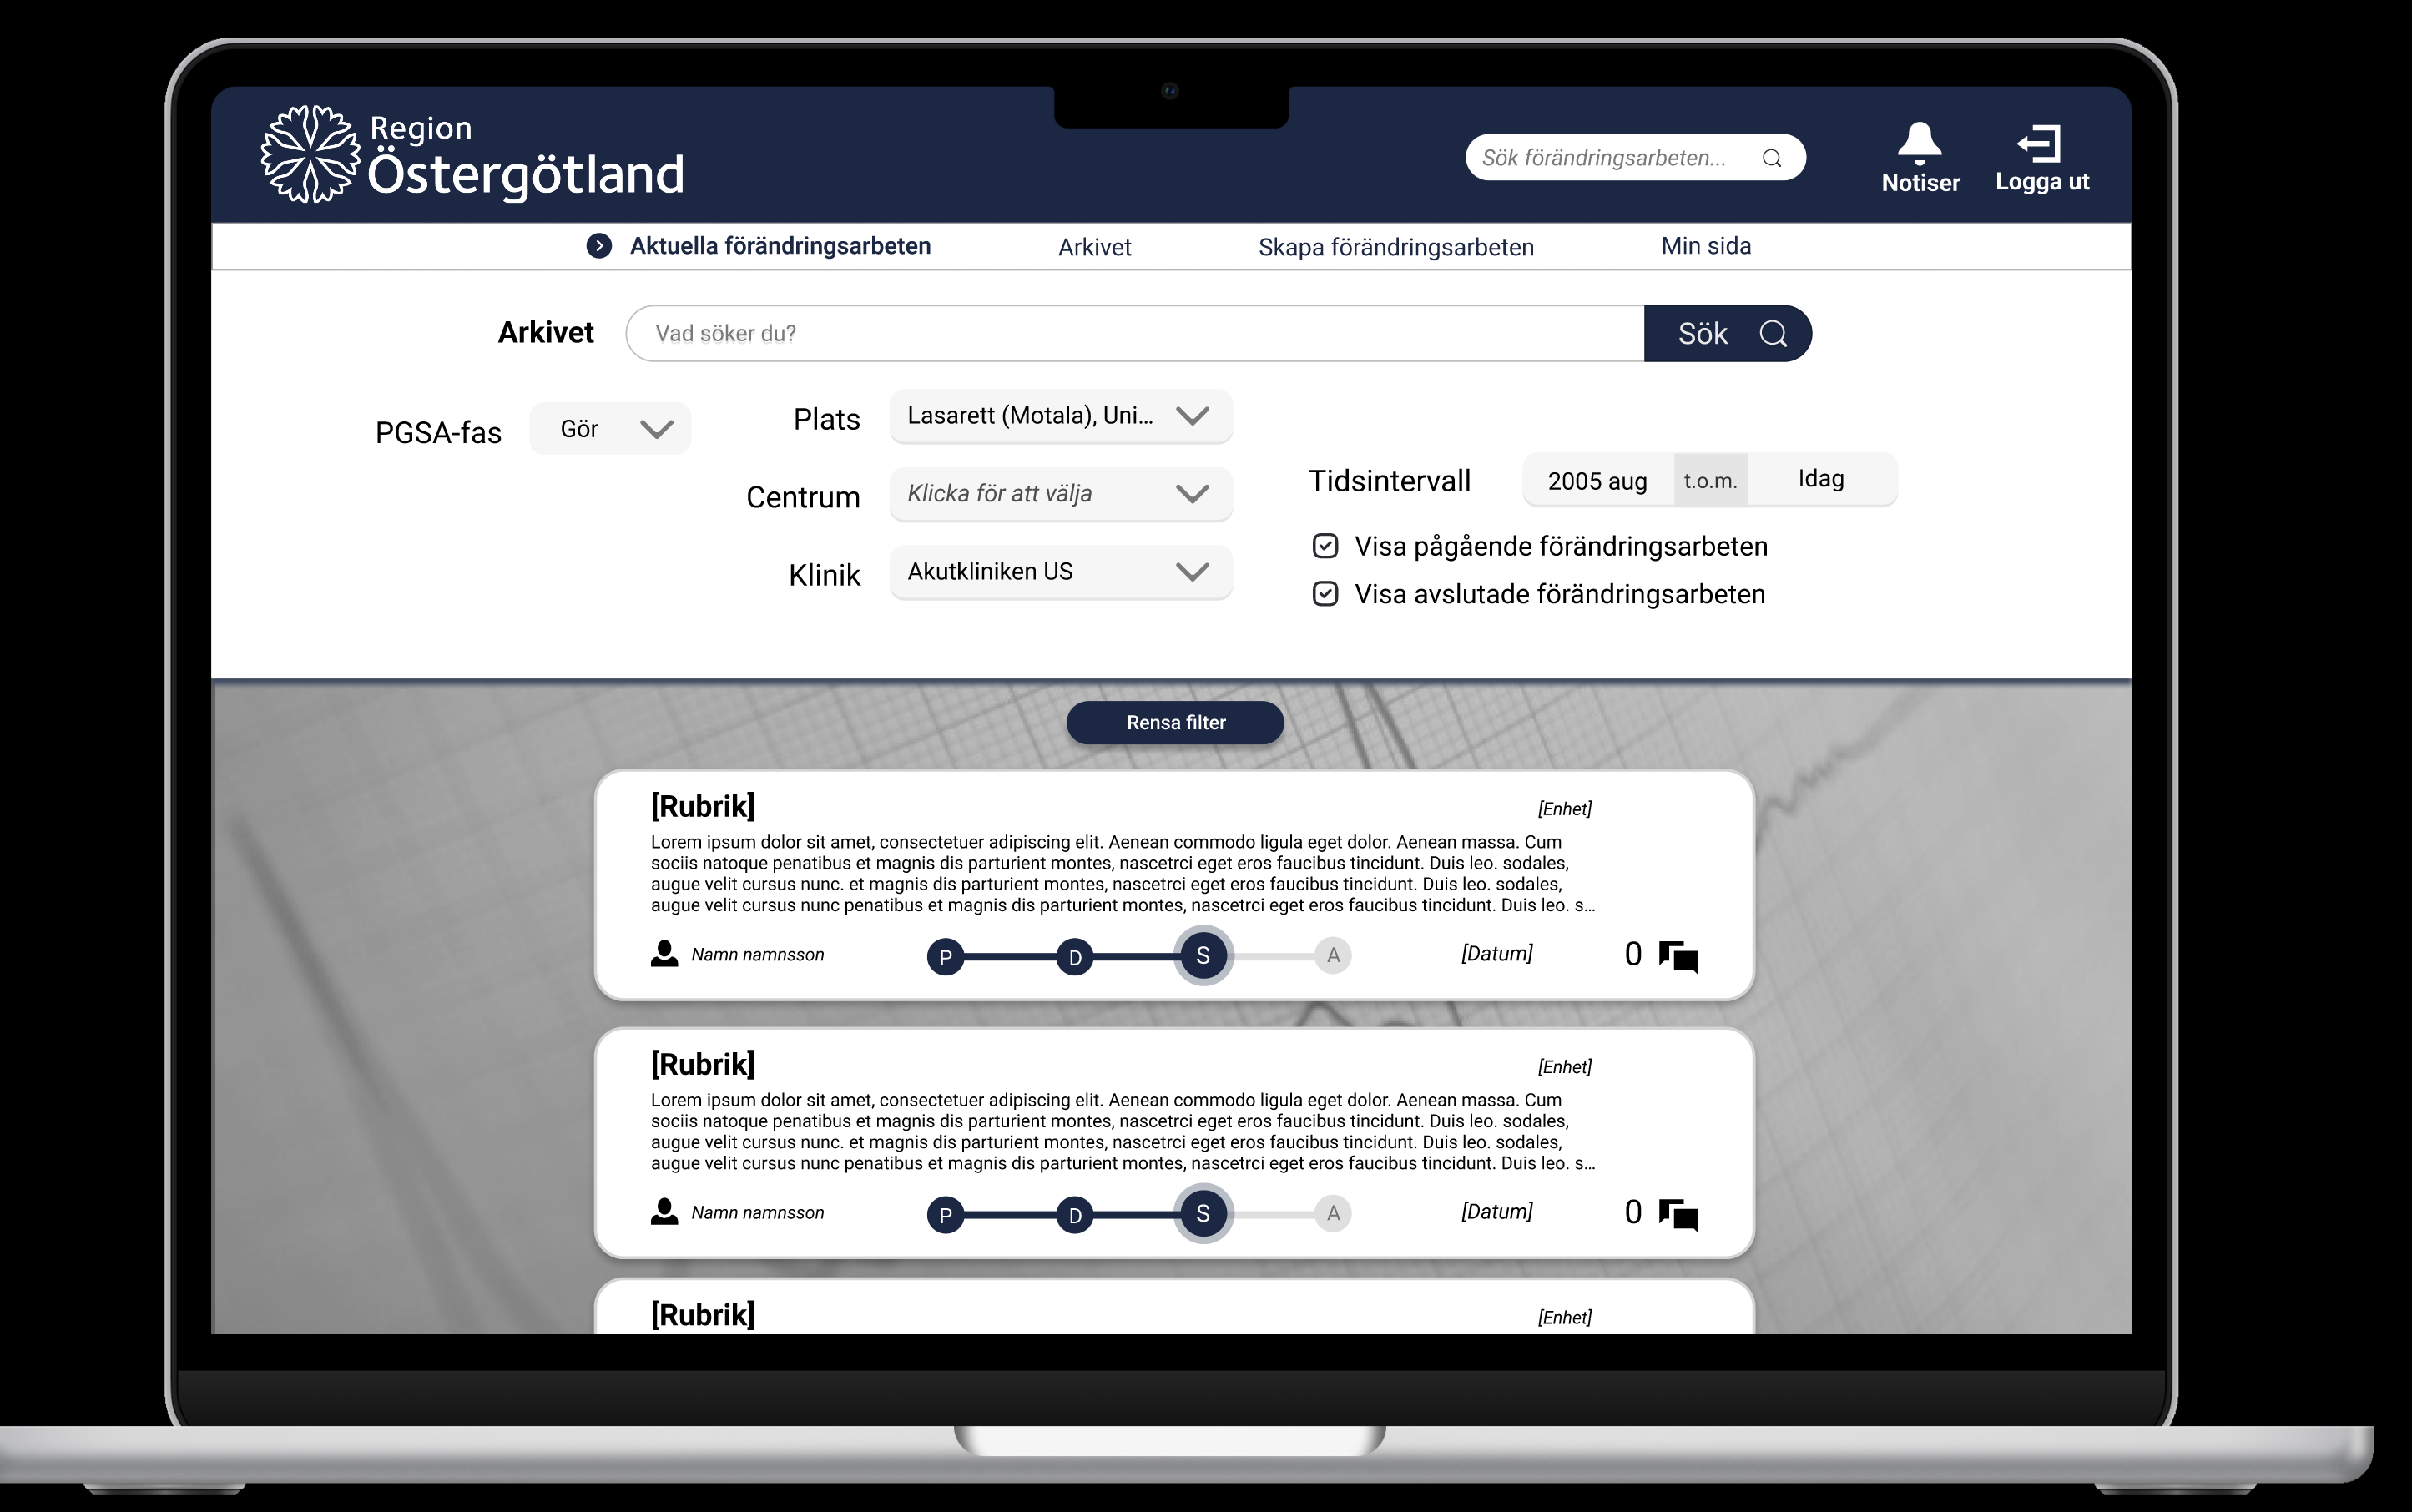 Region
Östergötland
Sök förändringsarbeten...
Notiser
Logga ut
Aktuella förändringsarbeten
Arkivet
Skapa förändringsarbeten
Min sida
Arkivet
Vad söker du?
Sök
PGSA-fas
Gör
Plats
Lasarett (Motala), Uni...
Centrum
Klicka för att välja
Klinik
Akutkliniken US
Tidsintervall
2005 aug
t.o.m.
Idag
Visa pågående förändringsarbeten
Visa avslutade förändringsarbeten
Rensa filter
[Rubrik]
[Enhet]
Lorem ipsum dolor sit amet, consectetuer adipiscing elit. Aenean commodo ligula eget dolor. Aenean massa. Cum
sociis natoque penatibus et magnis dis parturient montes, nascetrci eget eros faucibus tincidunt. Duis leo. sodales,
augue velit cursus nunc. et magnis dis parturient montes, nascetrci eget eros faucibus tincidunt. Duis leo. sodales,
augue velit cursus nunc penatibus et magnis dis parturient montes, nascetrci eget eros faucibus tincidunt. Duis leo. s...
Namn namnsson
P
D
S
A
[Datum]
0
[Rubrik]
[Enhet]
Lorem ipsum dolor sit amet, consectetuer adipiscing elit. Aenean commodo ligula eget dolor. Aenean massa. Cum
sociis natoque penatibus et magnis dis parturient montes, nascetrci eget eros faucibus tincidunt. Duis leo. sodales,
augue velit cursus nunc. et magnis dis parturient montes, nascetrci eget eros faucibus tincidunt. Duis leo. sodales,
augue velit cursus nunc penatibus et magnis dis parturient montes, nascetrci eget eros faucibus tincidunt. Duis leo. s...
Namn namnsson
P
D
S
A
[Datum]
0
[Rubrik]
[Enhet]